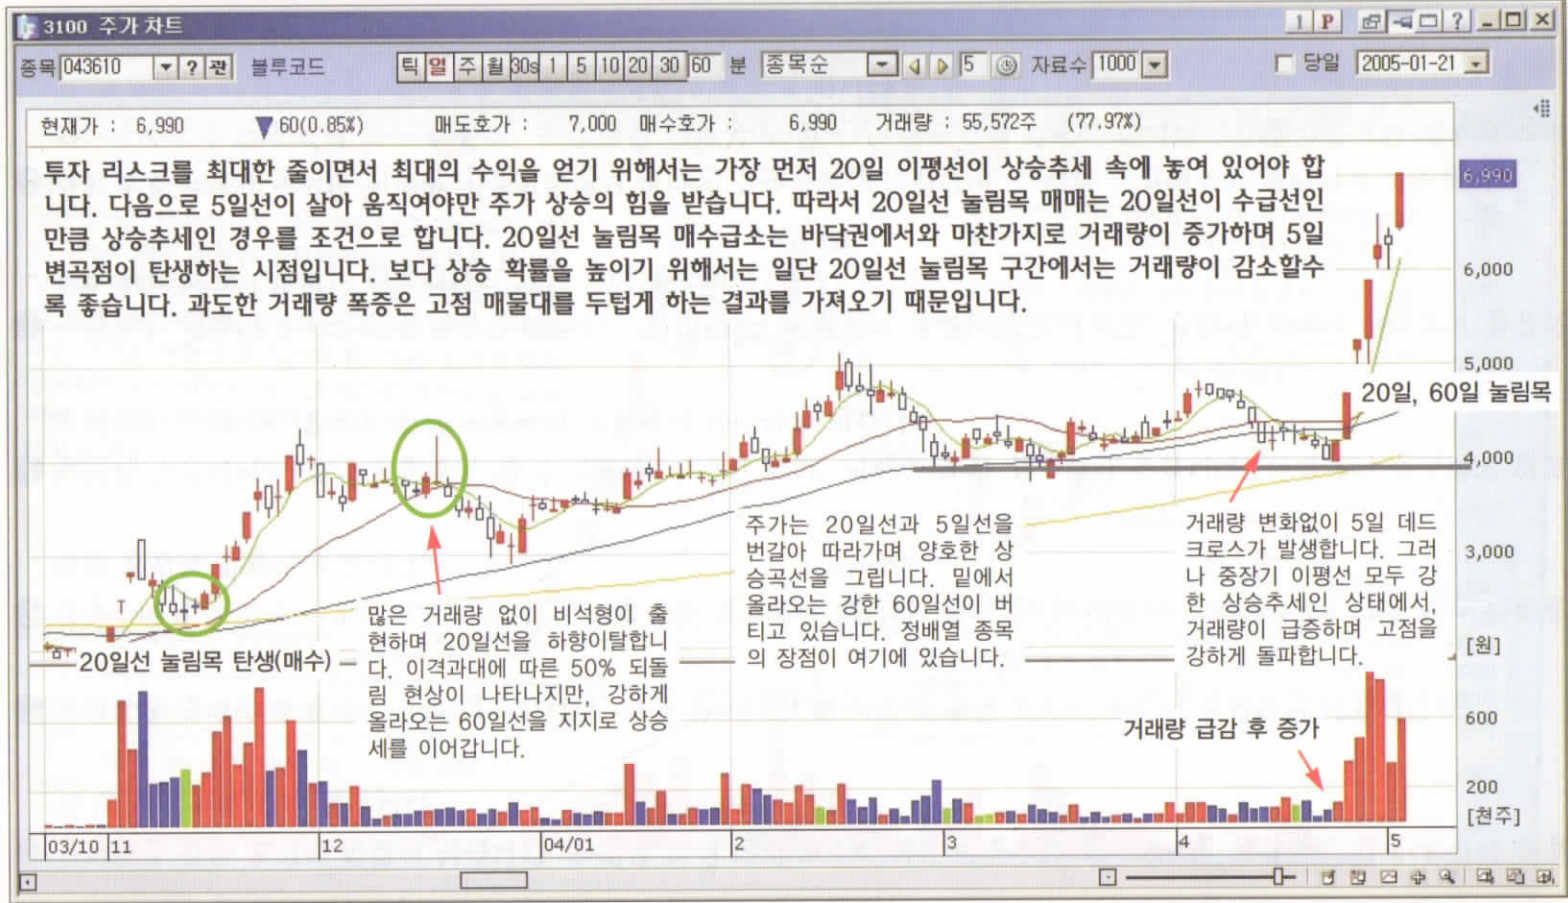 3100 주가 차트
1 P ?
종목 043610 ? 관 블루코드 틱 일 주 월 30s 1 5 10 20 30 60 분 종목순 5 자료수 1000 당일 2005-01-21
현재가 : 6,990 ▼ 60(0.85%) 매도호가 : 7,000 매수호가 : 6,990 거래량 : 55,572주 (77.97%)
투자 리스크를 최대한 줄이면서 최대의 수익을 얻기 위해서는 가장 먼저 20일 이평선이 상승추세 속에 놓여 있어야 합
니다. 다음으로 5일선이 살아 움직여야만 주가 상승의 힘을 받습니다. 따라서 20일선 눌림목 매매는 20일선이 수급선인
만큼 상승추세인 경우를 조건으로 합니다. 20일선 눌림목 매수급소는 바닥권에서와 마찬가지로 거래량이 증가하며 5일
변곡점이 탄생하는 시점입니다. 보다 상승 확률을 높이기 위해서는 일단 20일선 눌림목 구간에서는 거래량이 감소할수
록 좋습니다. 과도한 거래량 폭증은 고점 매물대를 두텁게 하는 결과를 가져오기 때문입니다.
6,990
6,000
5,000
20일, 60일 눌림목
4,000
3,000
[원]
T
20일선 눌림목 탄생(매수)
많은 거래량 없이 비석형이 출
현하며 20일선을 하향이탈합니
다. 이격과대에 따른 50% 되돌
림 현상이 나타나지만, 강하게
올라오는 60일선을 지지로 상승
세를 이어갑니다.
주가는 20일선과 5일선을
번갈아 따라가며 양호한 상
승곡선을 그립니다. 밑에서
올라오는 강한 60일선이 버
티고 있습니다. 정배열 종목
의 장점이 여기에 있습니다.
거래량 변화없이 5일 데드
크로스가 발생합니다. 그러
나 중장기 이평선 모두 강
한 상승추세인 상태에서,
거래량이 급증하며 고점을
강하게 돌파합니다.
거래량 급감 후 증가
600
200
[천주]
03/10 11 12 04/01 2 3 4 5